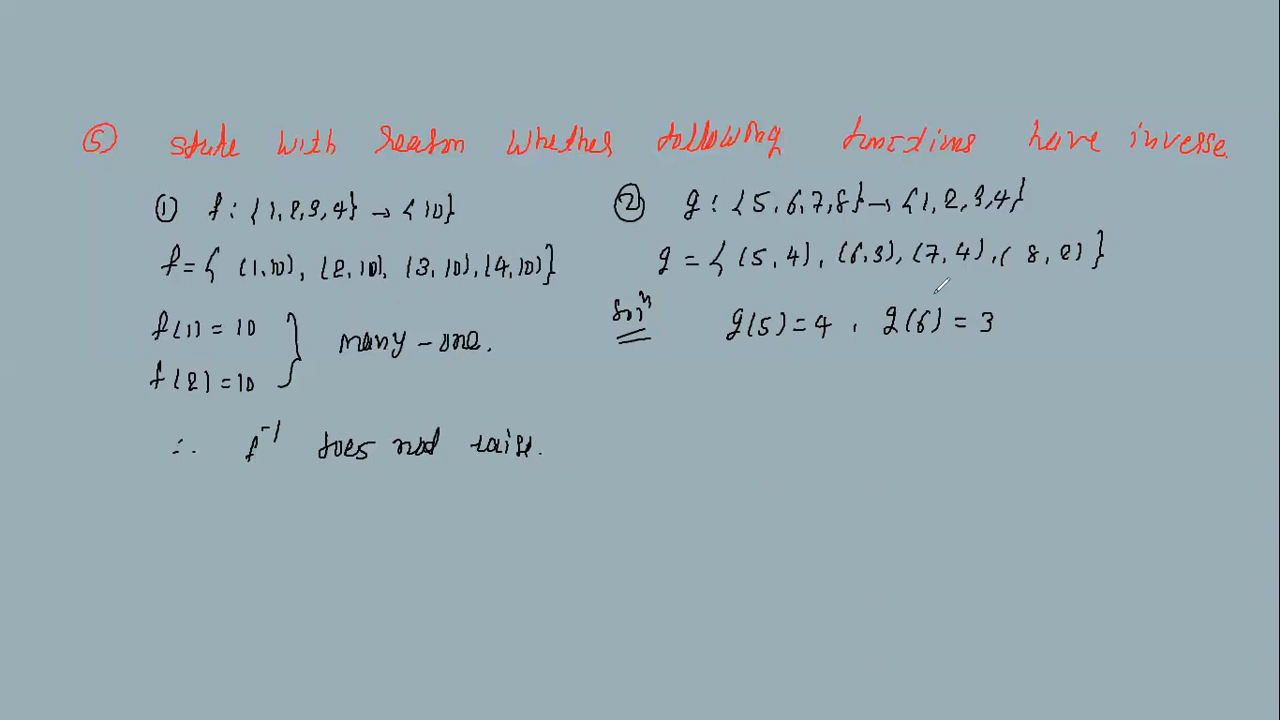 ⑤ state with reason whether following functions have inverse.
① f : {1,2,3,4} → {10}
f = { (1,10), (2,10), (3,10), (4,10)}
f(1) = 10
f(2) = 10
many-one.
∴ f⁻¹ does not raise.
② g : {5,6,7,8} → {1,2,3,4}
g = { (5,4), (6,3), (7,4), (8,2) }
Solⁿ g(5) = 4 , g(6) = 3